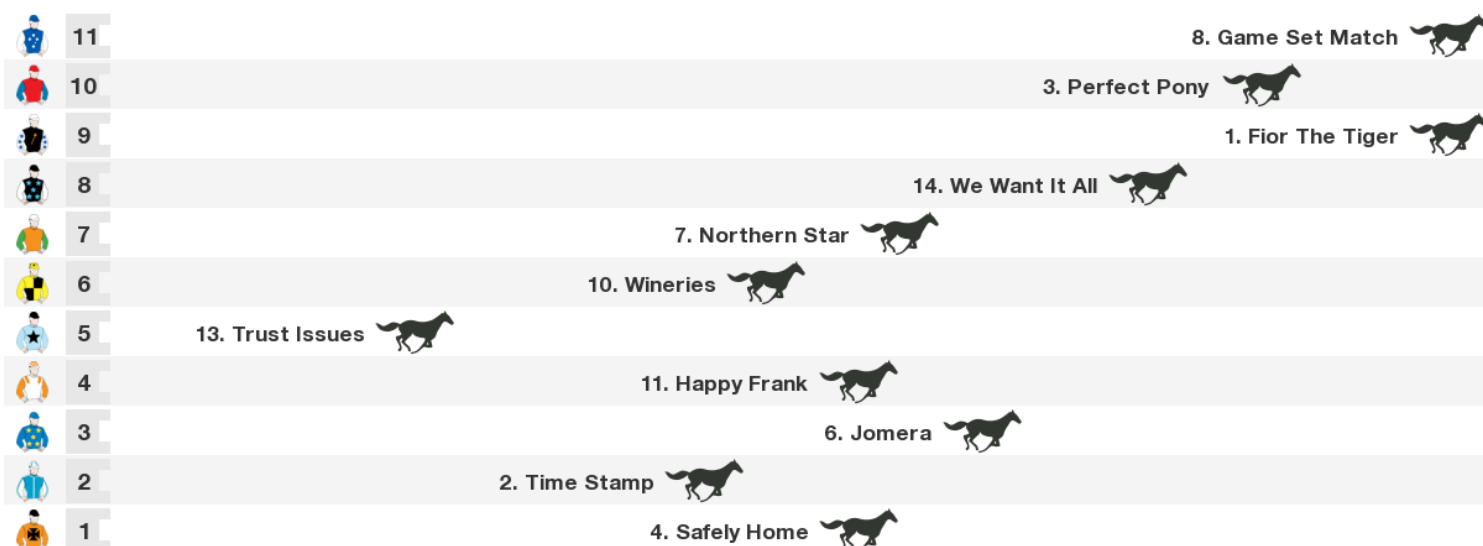 11 8. Game Set Match
10 3. Perfect Pony
9 1. Fior The Tiger
8 14. We Want It All
7 7. Northern Star
6 10. Wineries
5 13. Trust Issues
4 11. Happy Frank
3 6. Jomera
2 2. Time Stamp
1 4. Safely Home